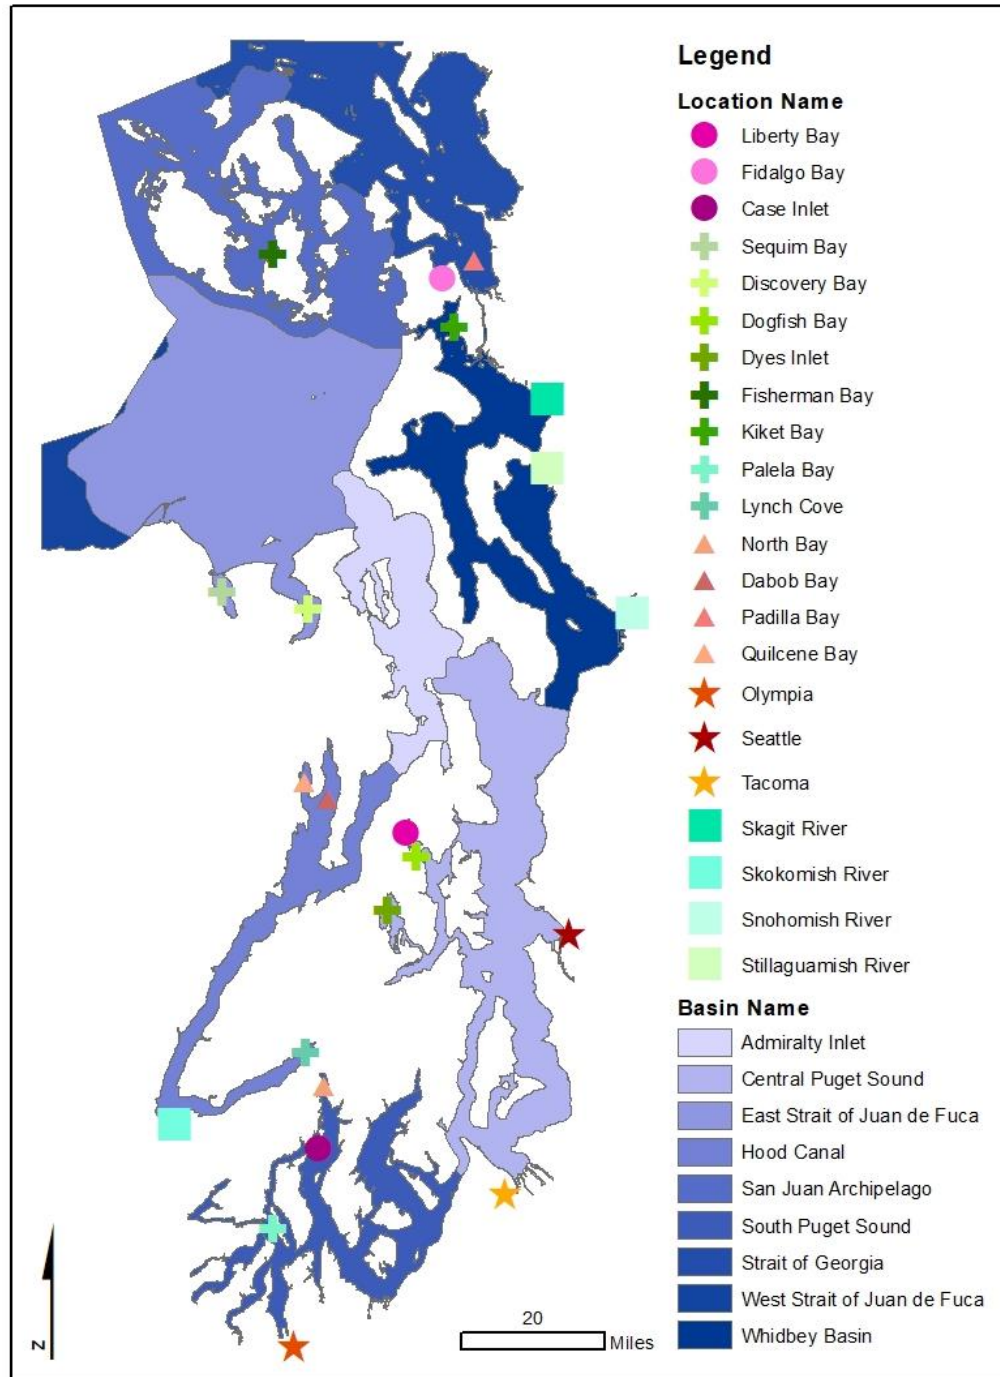 Legend
Location Name
Liberty Bay
Fidalgo Bay
Case Inlet
Sequim Bay
Discovery Bay
Dogfish Bay
Dyes Inlet
Fisherman Bay
Kiket Bay
Palela Bay
Lynch Cove
North Bay
Dabob Bay
Padilla Bay
Quilcene Bay
Olympia
Seattle
Tacoma
Skagit River
Skokomish River
Snohomish River
Stillaguamish River
Basin Name
Admiralty Inlet
Central Puget Sound
East Strait of Juan de Fuca
Hood Canal
San Juan Archipelago
South Puget Sound
Strait of Georgia
West Strait of Juan de Fuca
Whidbey Basin
20
Miles
N